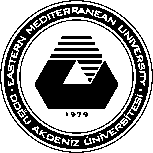 EASTERN MEDITERRANEAN UNIVERSITY
1979
DOĞU AKDENİZ ÜNİVERSİTESİ